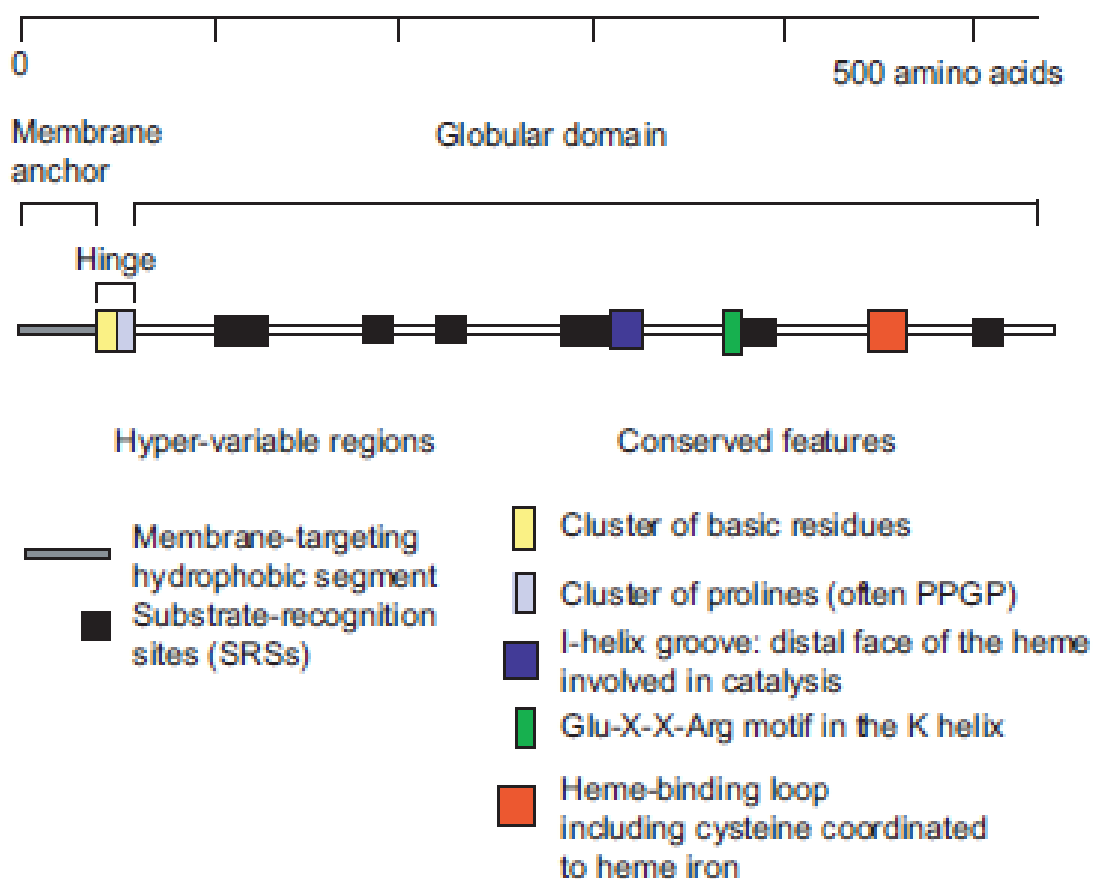 0
500 amino acids
Membrane
anchor
Globular domain
Hinge
Hyper-variable regions
Membrane-targeting
hydrophobic segment
Substrate-recognition
sites (SRSs)
Conserved features
Cluster of basic residues
Cluster of prolines (often PPGP)
I-helix groove: distal face of the heme
involved in catalysis
Glu-X-X-Arg motif in the K helix
Heme-binding loop
including cysteine coordinated
to heme iron